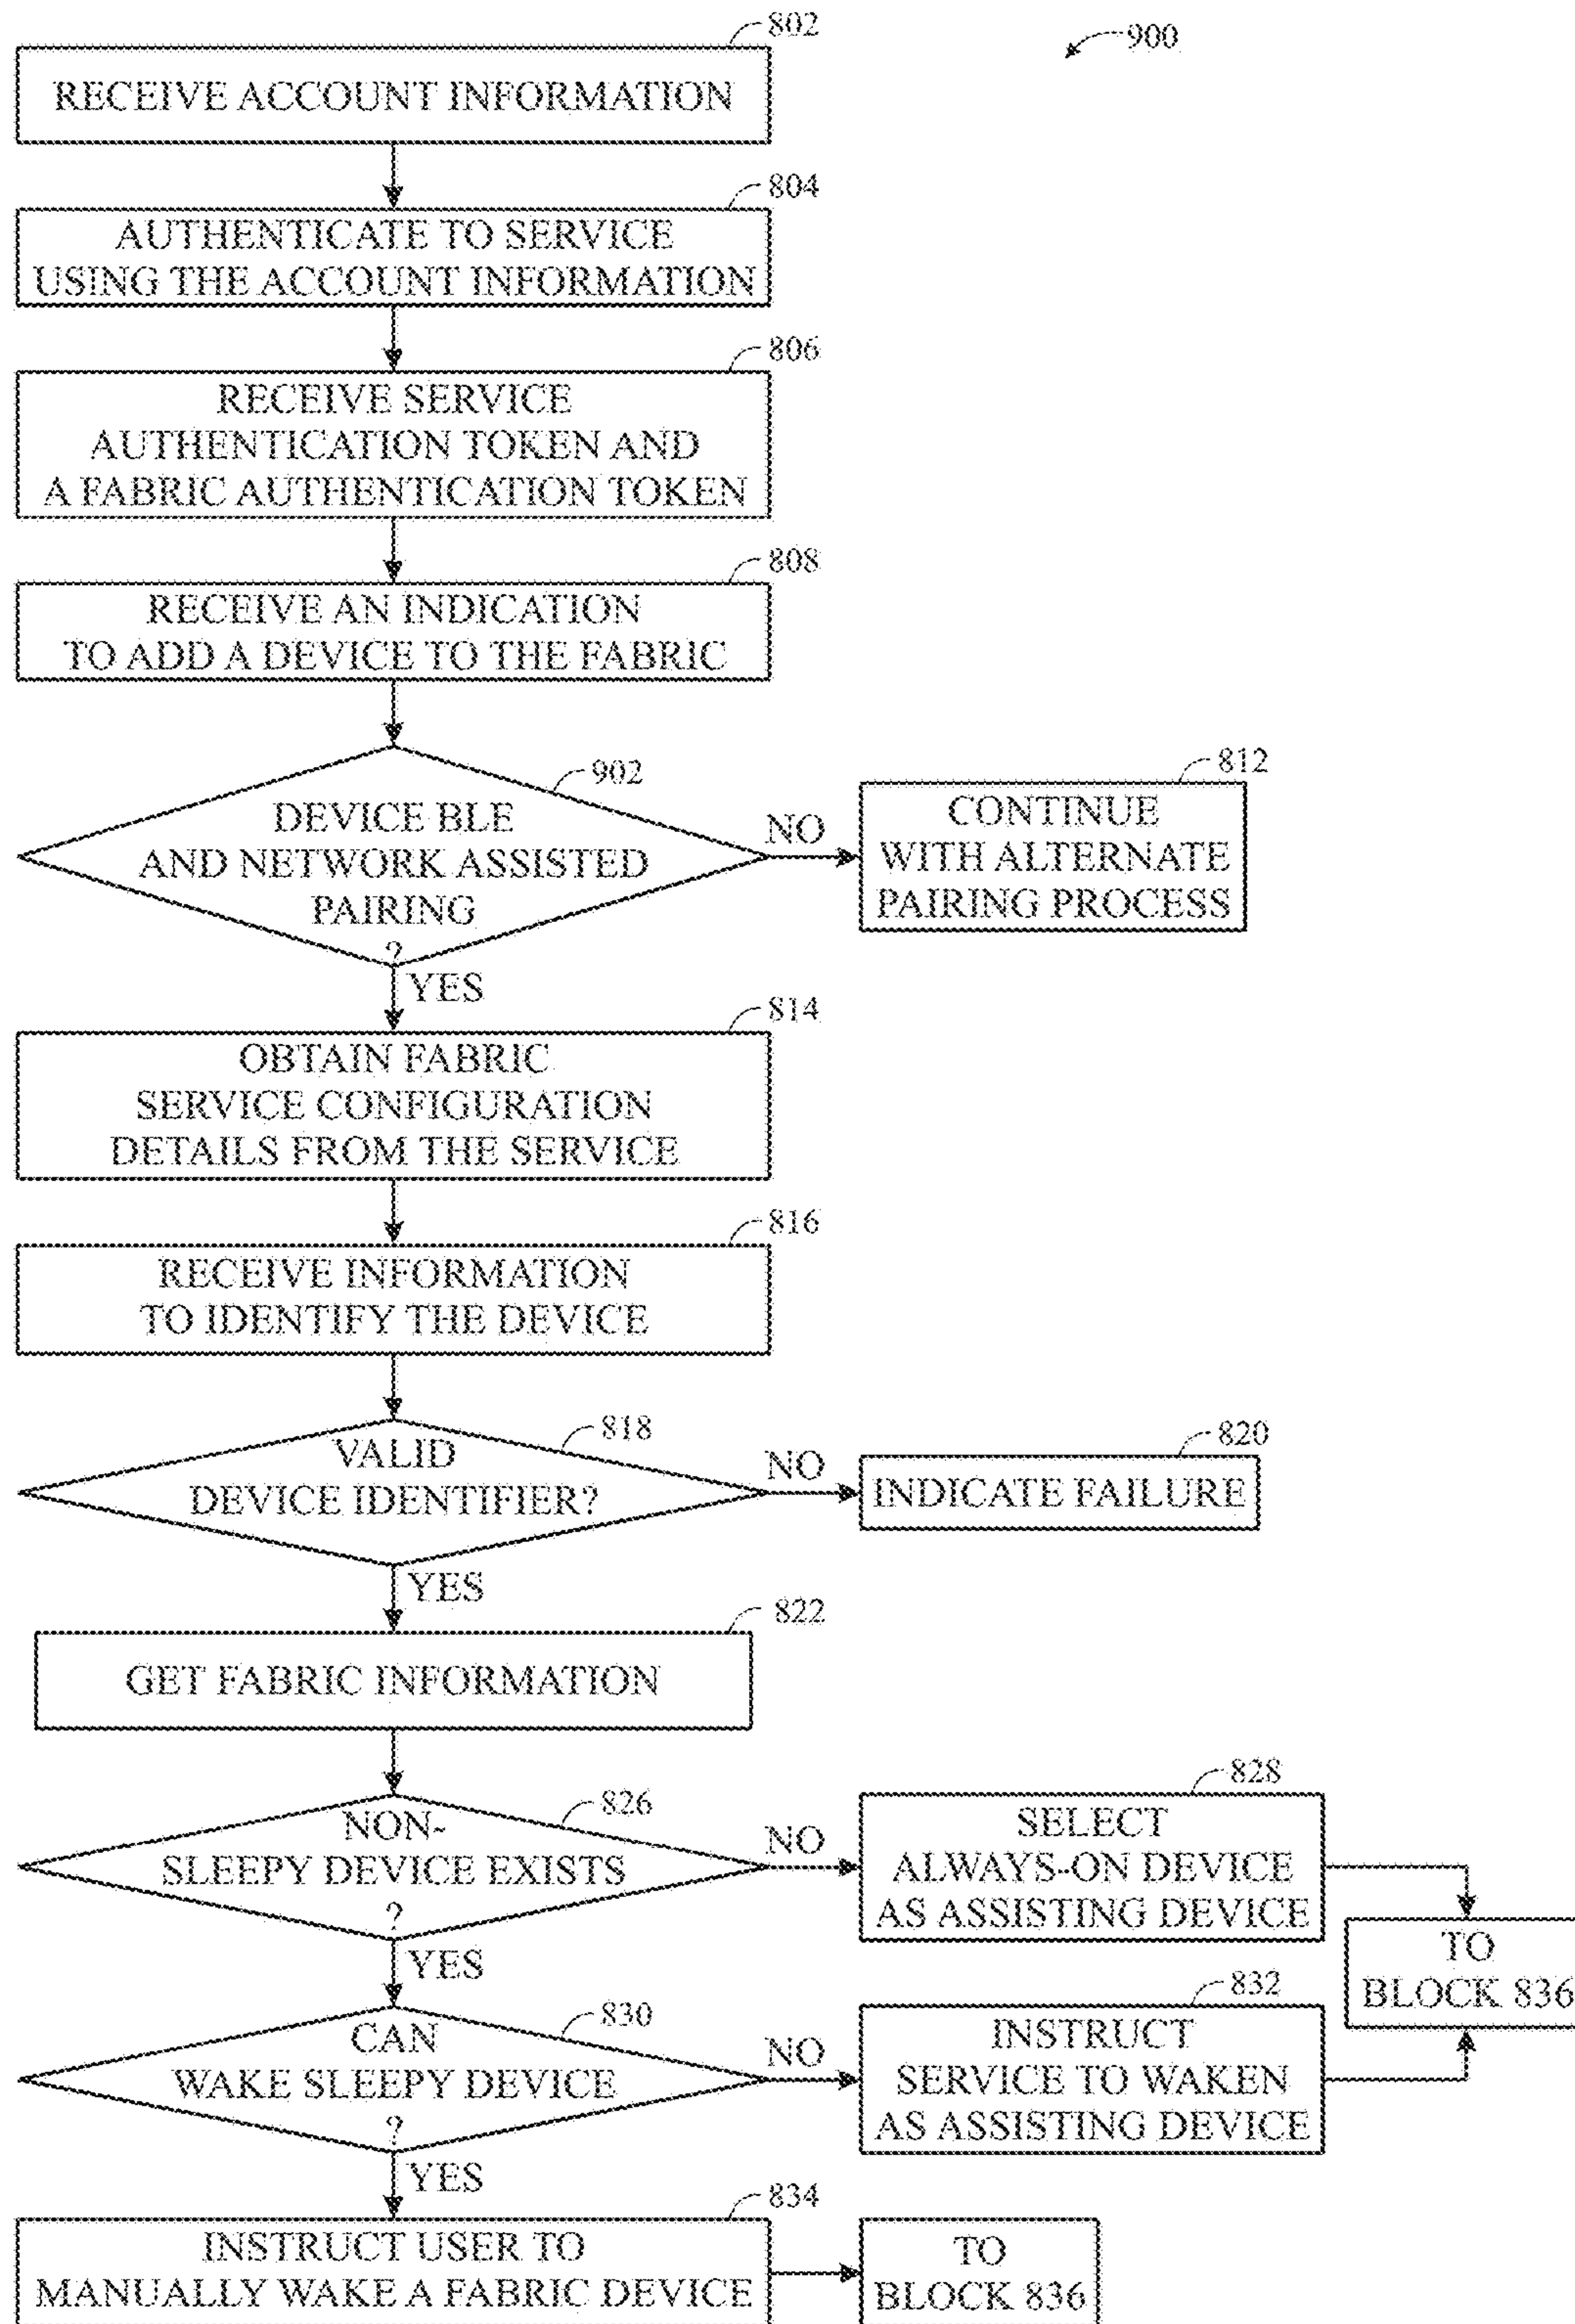 802
900
RECEIVE ACCOUNT INFORMATION
804
AUTHENTICATE TO SERVICE
USING THE ACCOUNT INFORMATION
806
RECEIVE SERVICE
AUTHENTICATION TOKEN AND
A FABRIC AUTHENTICATION TOKEN
808
RECEIVE AN INDICATION
TO ADD A DEVICE TO THE FABRIC
902
DEVICE BLE
AND NETWORK ASSISTED
PAIRING
?
NO
812
CONTINUE
WITH ALTERNATE
PAIRING PROCESS
YES
814
OBTAIN FABRIC
SERVICE CONFIGURATION
DETAILS FROM THE SERVICE
816
RECEIVE INFORMATION
TO IDENTIFY THE DEVICE
818
VALID
DEVICE IDENTIFIER?
NO
820
INDICATE FAILURE
YES
822
GET FABRIC INFORMATION
826
NON-
SLEEPY DEVICE EXISTS
?
NO
828
SELECT
ALWAYS-ON DEVICE
AS ASSISTING DEVICE
TO
BLOCK 836
YES
830
CAN
WAKE SLEEPY DEVICE
?
NO
832
INSTRUCT
SERVICE TO WAKEN
AS ASSISTING DEVICE
YES
834
INSTRUCT USER TO
MANUALLY WAKE A FABRIC DEVICE
TO
BLOCK 836